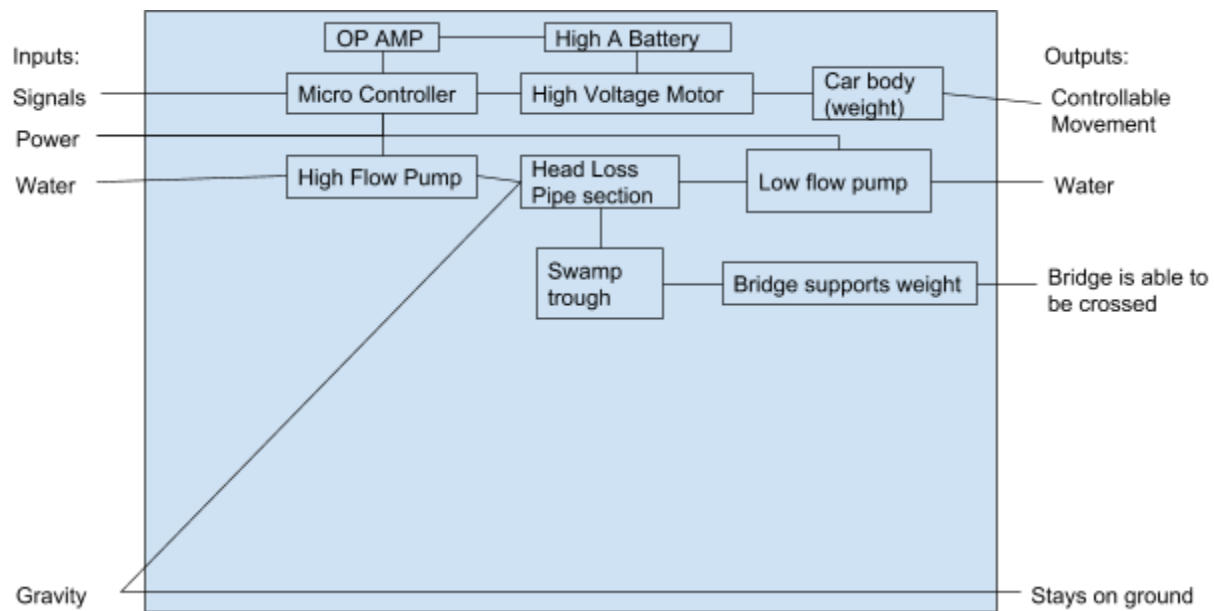 OP AMP
High A Battery
Inputs:
Outputs:
Signals
Micro Controller
High Voltage Motor
Car body
(weight)
Controllable
Movement
Power
Water
High Flow Pump
Head Loss
Pipe section
Low flow pump
Water
Swamp
trough
Bridge supports weight
Bridge is able to
be crossed
Gravity
Stays on ground